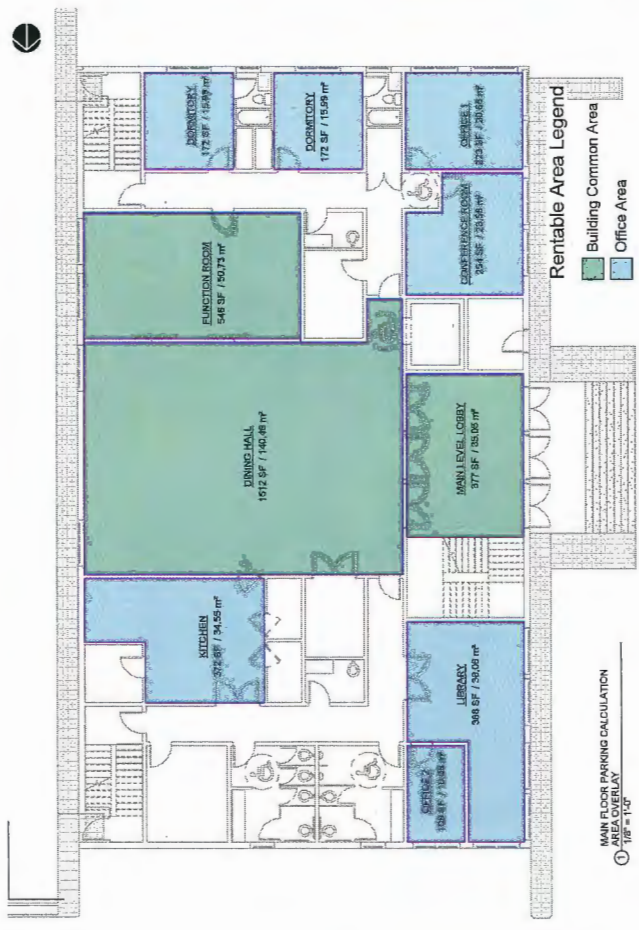 KITCHEN
372 SF / 34.55 m²
DINING HALL
1512 SF / 140.48 m²
FUNCTION ROOM
546 SF / 50.73 m²
DORMITORY
172 SF / 15.99 m²
DORMITORY
172 SF / 15.99 m²
OFFICE 2
LIBRARY
388 SF / 36.06 m²
MAIN LEVEL LOBBY
377 SF / 35.05 m²
CONFERENCE ROOM
254 SF / 23.56 m²
OFFICE 1
223 SF / 20.68 m²
MAIN FLOOR PARKING CALCULATION
AREA OVERLAY
1
1/8" = 1'-0"
Rentable Area Legend
Building Common Area
Office Area